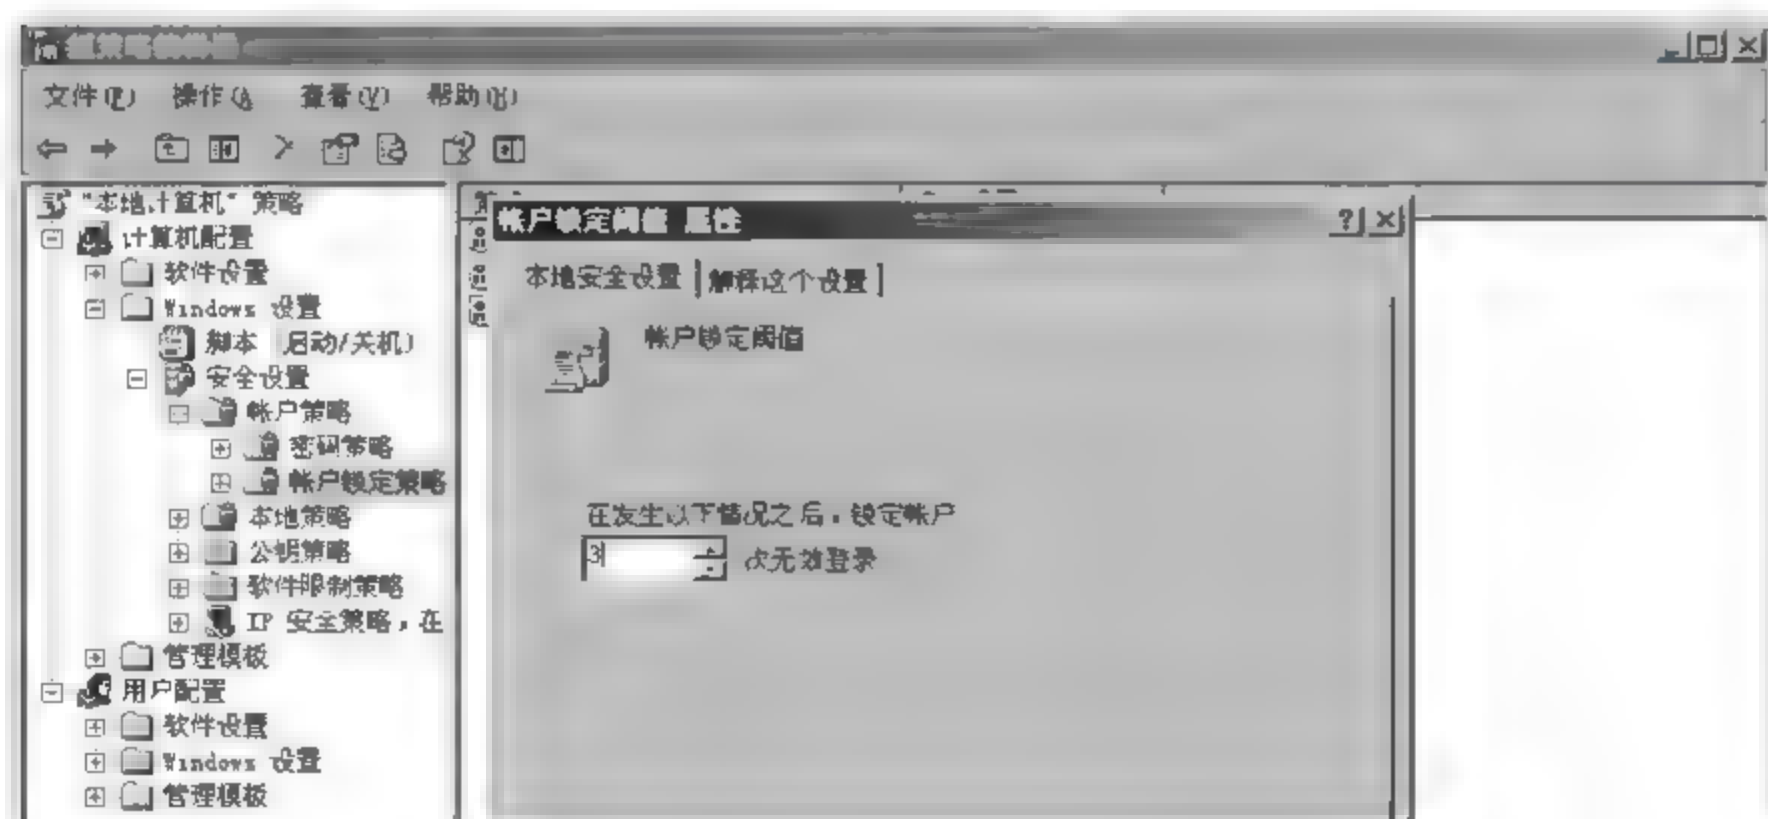 文件(F) 操作(A 查看(V) 帮助(H)
"本地计算机" 策略
计算机配置
软件设置
Windows 设置
脚本 启动/关机)
安全设置
帐户策略
密码策略
帐户锁定策略
本地策略
公钥策略
软件限制策略
IP 安全策略，在
管理模板
用户配置
软件设置
Windows 设置
管理模板
帐户锁定阈值 属性
本地安全设置 解释这个设置
帐户锁定阈值
在发生以下情况之后，锁定帐户
3 次无效登录